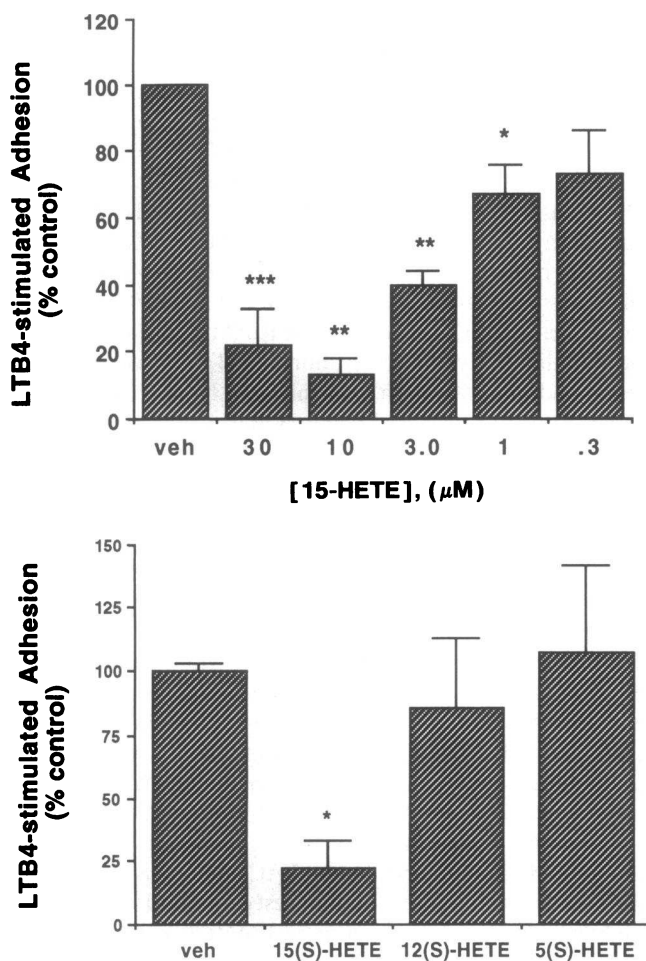 LTB4-stimulated Adhesion
(% control)
120
100
80
60
40
20
0
***
**
**
*
veh 30 10 3.0 1 .3
[15-HETE], (μM)
LTB4-stimulated Adhesion
(% control)
150
125
100
75
50
25
0
*
veh 15(S)-HETE 12(S)-HETE 5(S)-HETE